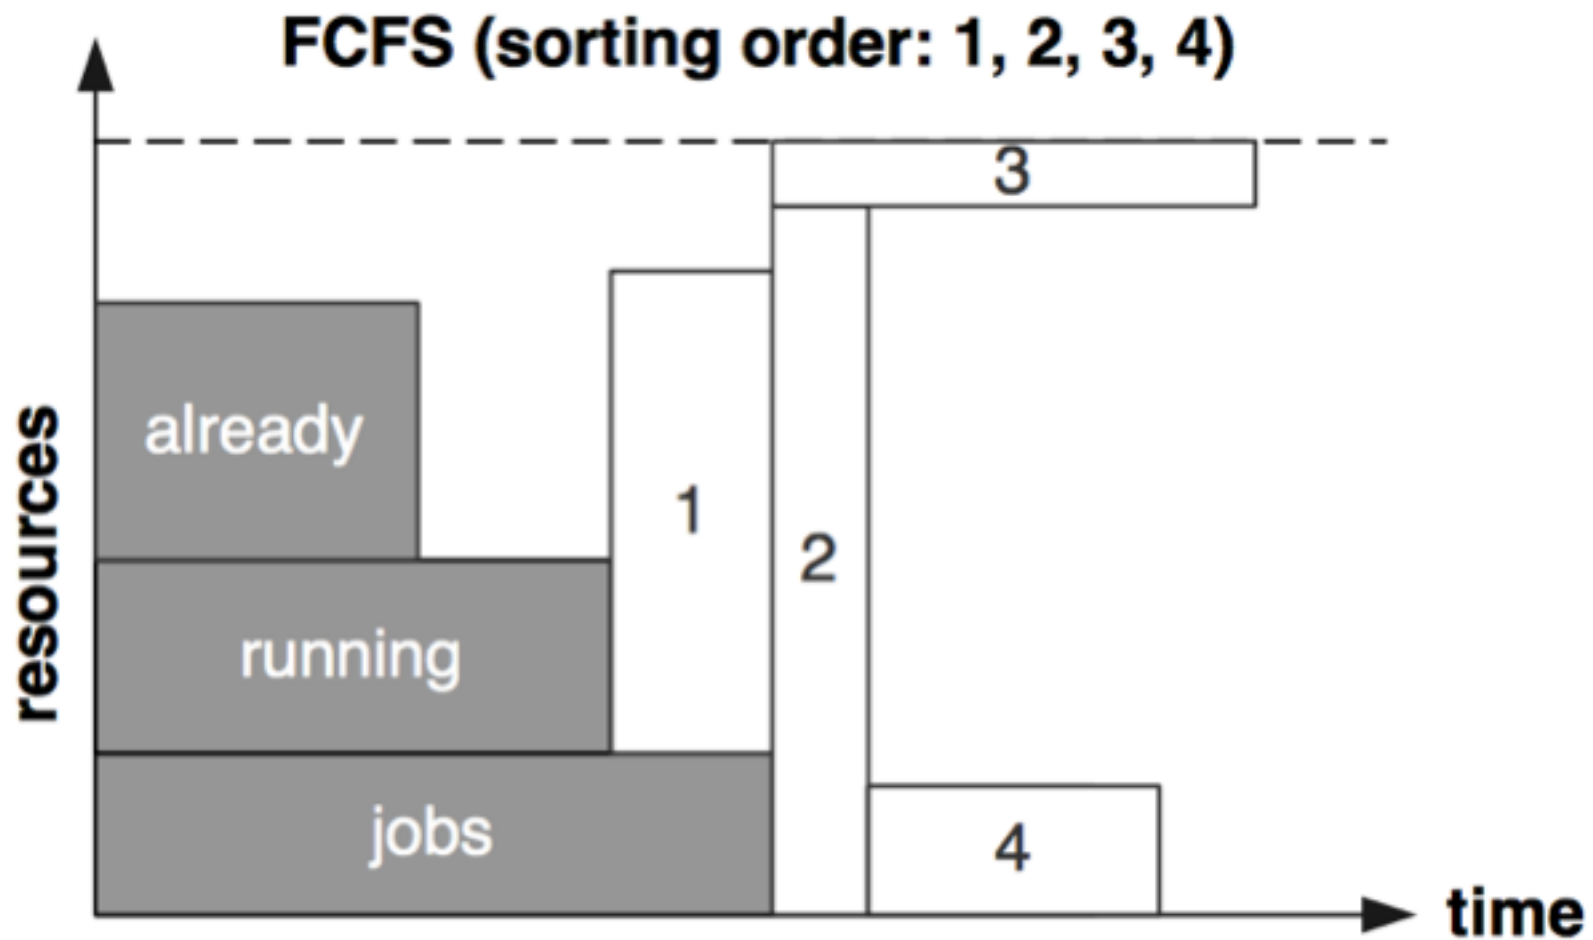 FCFS (sorting order: 1, 2, 3, 4)
3
already
1
2
running
jobs
4
resources
time